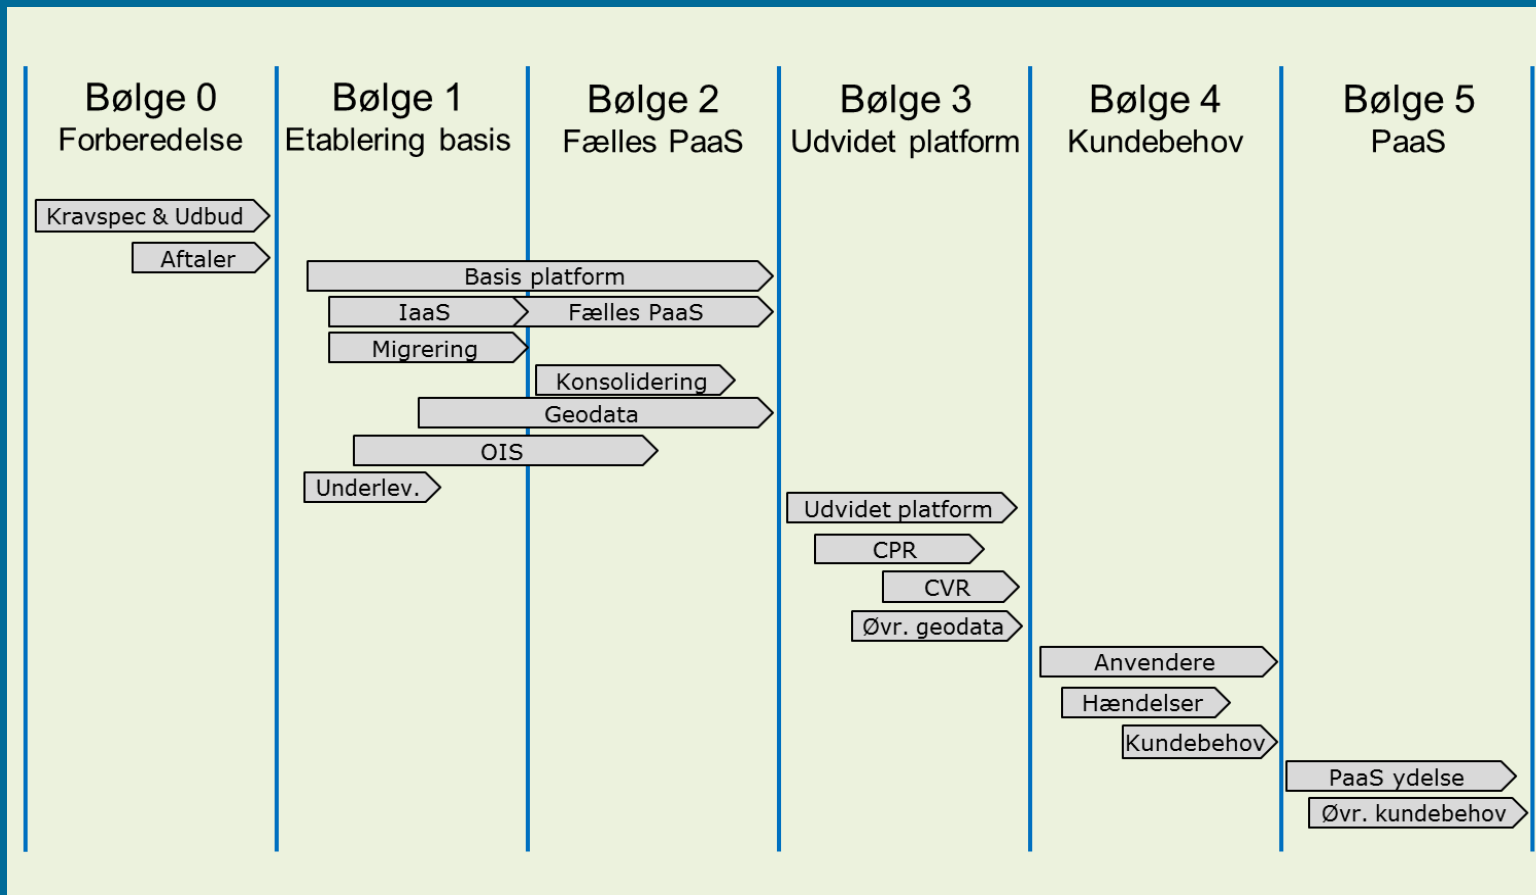 Bølge 0
Forberedelse
Bølge 1
Etablering basis
Bølge 2
Fælles PaaS
Bølge 3
Udvidet platform
Bølge 4
Kundebehov
Bølge 5
PaaS
Kravspec & Udbud
Aftaler
Basis platform
IaaS
Fælles PaaS
Migrering
Konsolidering
Geodata
OIS
Underlev.
Udvidet platform
CPR
CVR
Øvr. geodata
Anvendere
Hændelser
Kundebehov
PaaS ydelse
Øvr. kundebehov